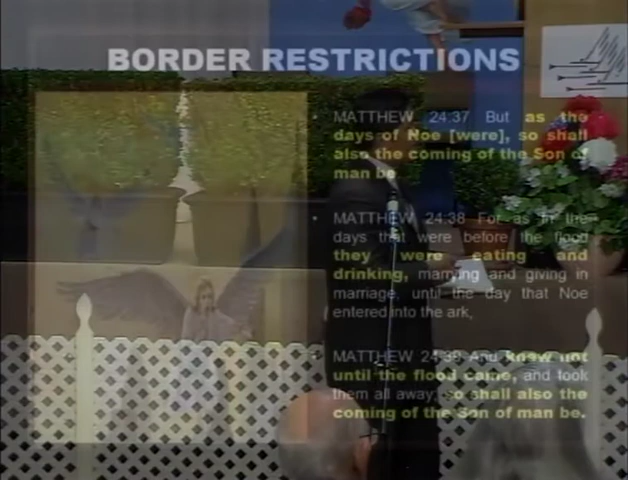 BORDER RESTRICTIONS
• MATTHEW 24:37 But as the
days of Noe [were], so shall
also the coming of the Son of
man be
• MATTHEW 24:38 For as in the
days that were before the flood
they were eating and
drinking, marrying and giving in
marriage, until the day that Noe
entered into the ark,
• MATTHEW 24:39 And knew not
until the flood came, and took
them all away; so shall also the
coming of the Son of man be.